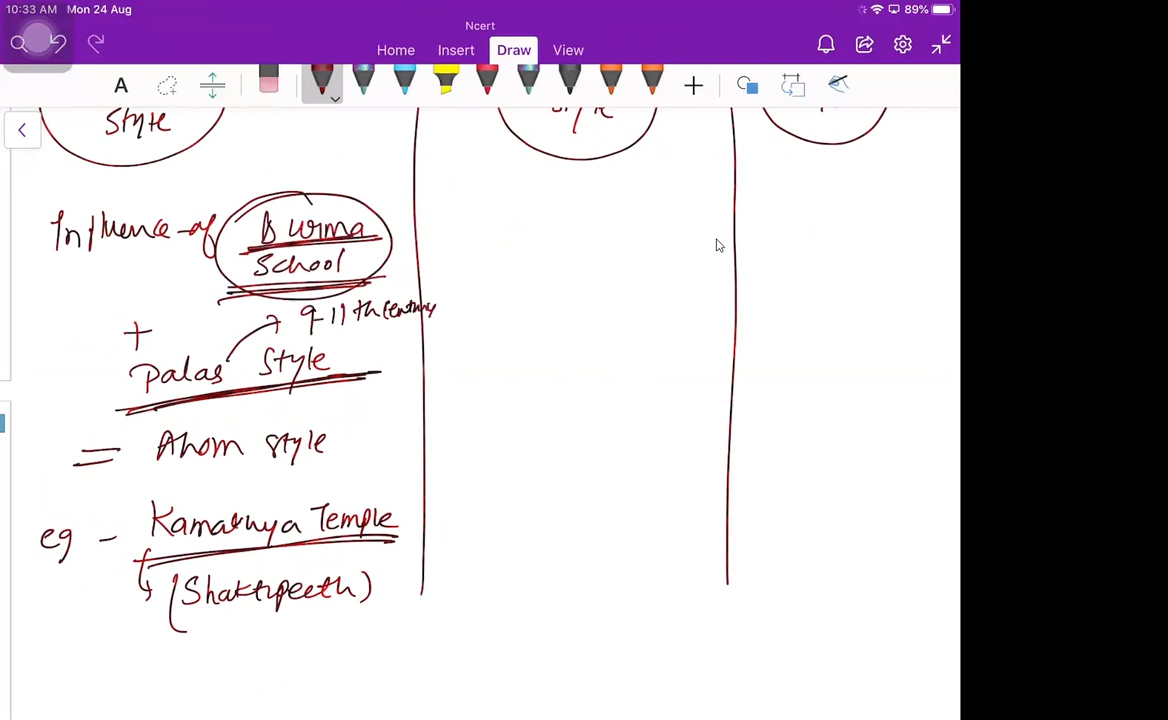 10:33 AM Mon 24 Aug
89%
Ncert
Home Insert Draw View
A
Style
Style
Influence of Burma
School
+
9-11th century
Palas Style
= Ahom style
eg - Kamakhya Temple
(Shaktipeeth)